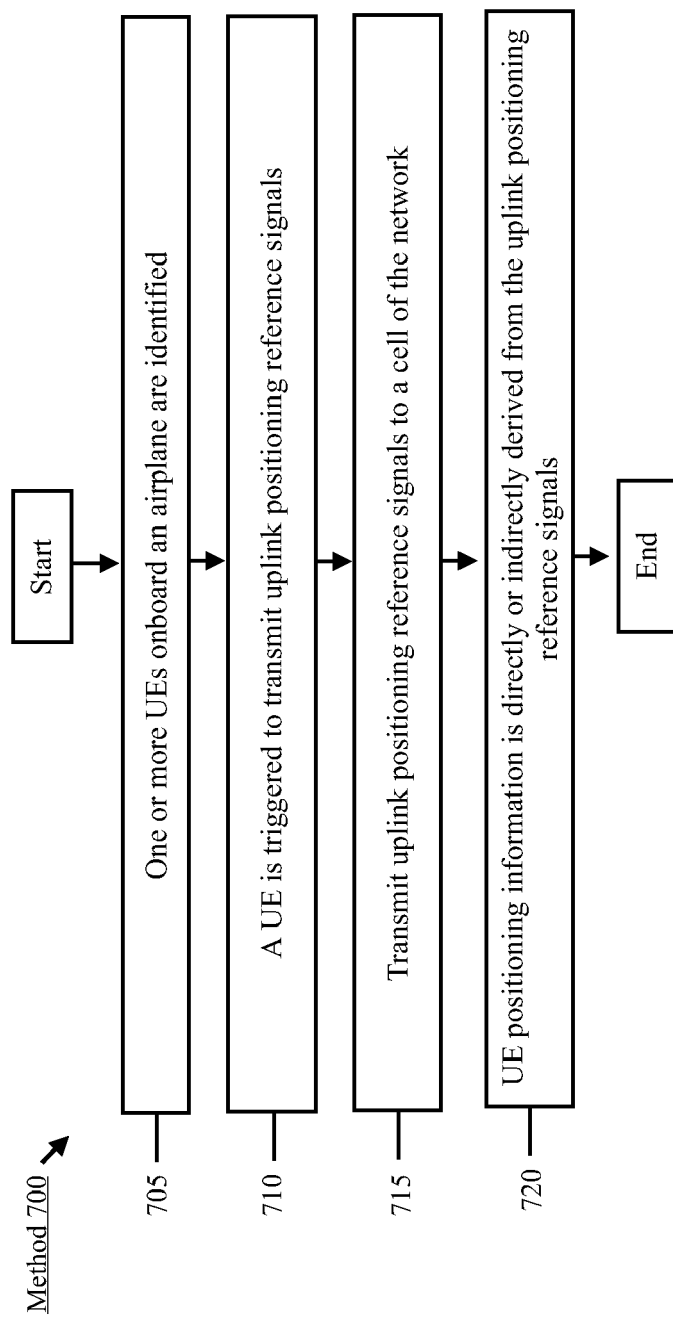 Method 700
Start
705
One or more UEs onboard an airplane are identified
710
A UE is triggered to transmit uplink positioning reference signals
715
Transmit uplink positioning reference signals to a cell of the network
720
UE positioning information is directly or indirectly derived from the uplink positioning
reference signals
End